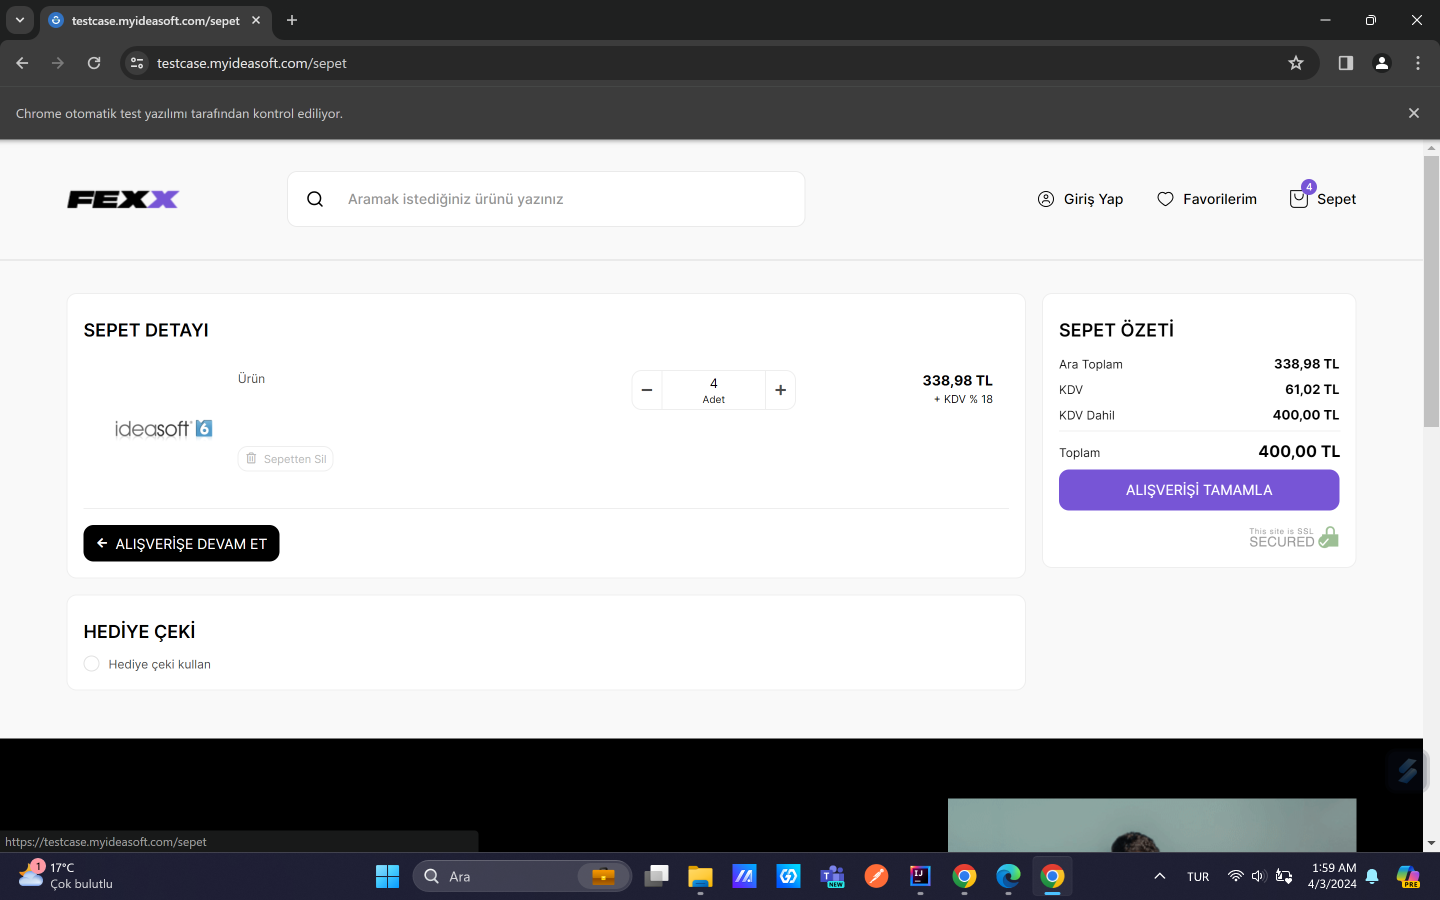 testcase.myideasoft.com/sepet
testcase.myideasoft.com/sepet
Chrome otomatik test yazılımı tarafından kontrol ediliyor.
FEXX
Aramak istediğiniz ürünü yazınız
Giriş Yap
Favorilerim
4
Sepet
SEPET DETAYI
Ürün
ideasoft 6
Sepetten Sil
4
Adet
338,98 TL
+ KDV % 18
ALIŞVERİŞE DEVAM ET
SEPET ÖZETİ
Ara Toplam 338,98 TL
KDV 61,02 TL
KDV Dahil 400,00 TL
Toplam 400,00 TL
ALIŞVERİŞİ TAMAMLA
This site is SSL
SECURED
HEDİYE ÇEKİ
Hediye çeki kullan
https://testcase.myideasoft.com/sepet
1
17°C
Çok bulutlu
Ara
NEW
TUR
1:59 AM
4/3/2024
PRE